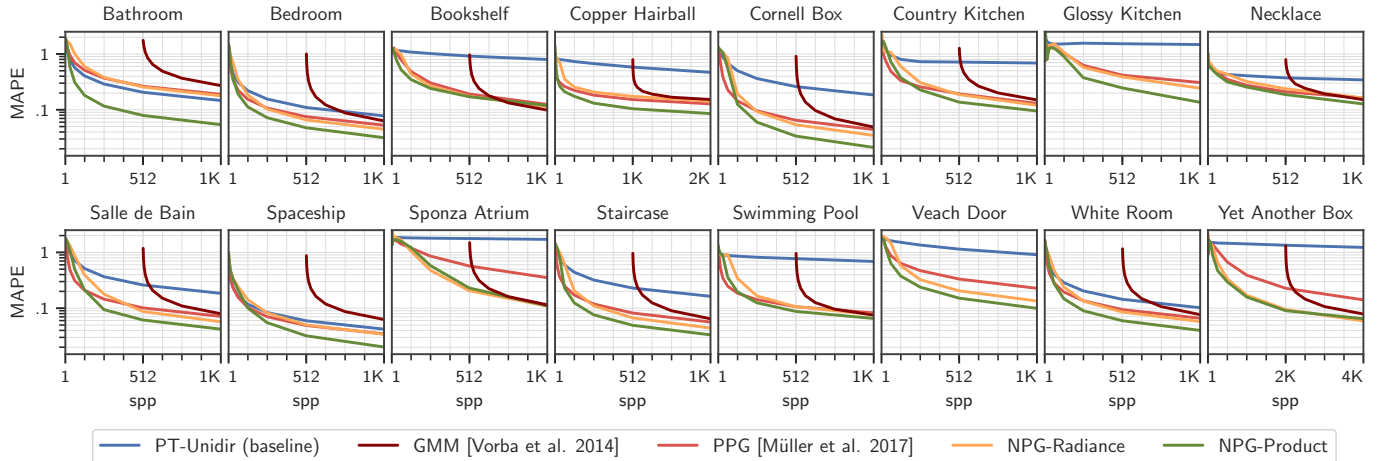 Bathroom Bedroom Bookshelf Copper Hairball Cornell Box Country Kitchen Glossy Kitchen Necklace
MAPE
1
.1
1 512 1K 1 512 1K 1 512 1K 1 1K 2K 1 512 1K 1 512 1K 1 512 1K 1 512 1K
Salle de Bain Spaceship Sponza Atrium Staircase Swimming Pool Veach Door White Room Yet Another Box
MAPE
1
.1
1 512 1K 1 512 1K 1 512 1K 1 512 1K 1 512 1K 1 512 1K 1 512 1K 1 2K 4K
spp spp spp spp spp spp spp spp
PT-Unidir (baseline) GMM [Vorba et al. 2014] PPG [Müller et al. 2017] NPG-Radiance NPG-Product